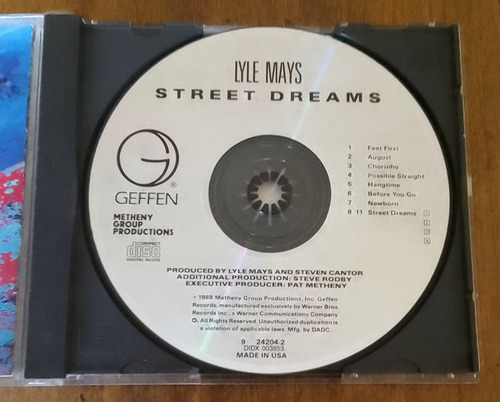 LYLE MAYS
STREET DREAMS
G
GEFFEN ®
METHENY
GROUP
PRODUCTIONS
COMPACT
disc
DIGITAL AUDIO
1 Feet First
2 August
3 Chorinho
4 Possible Straight
5 Hangtime
6 Before You Go
7 Newborn
8-11 Street Dreams 1
2
3
4
PRODUCED BY LYLE MAYS AND STEVEN CANTOR
ADDITIONAL PRODUCTION: STEVE RODBY
EXECUTIVE PRODUCER: PAT METHENY
℗ 1988 Metheny Group Productions, Inc. Geffen
Records, manufactured exclusively by Warner Bros.
Records Inc., a Warner Communications Company
℗. All Rights Reserved. Unauthorized duplication is
a violation of applicable laws. Mfg. by DADC.
9 24204-2
DIDX 003853
MADE IN USA